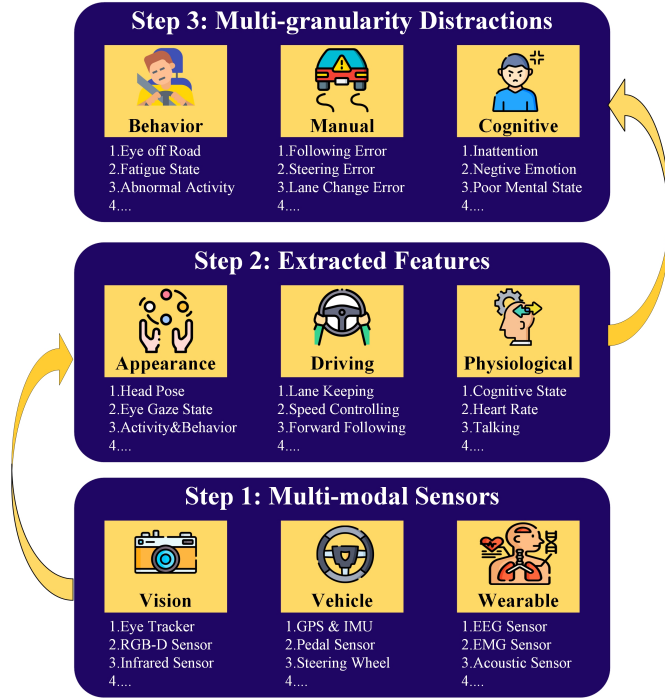 Step 3: Multi-granularity Distractions
Behavior
1.Eye off Road
2.Fatigue State
3.Abnormal Activity
4....
Manual
1.Following Error
2.Steering Error
3.Lane Change Error
4....
Cognitive
1.Inattention
2.Negtive Emotion
3.Poor Mental State
4....
Step 2: Extracted Features
Appearance
1.Head Pose
2.Eye Gaze State
3.Activity&Behavior
4....
Driving
1.Lane Keeping
2.Speed Controlling
3.Forward Following
4....
Physiological
1.Cognitive State
2.Heart Rate
3.Talking
4....
Step 1: Multi-modal Sensors
Vision
1.Eye Tracker
2.RGB-D Sensor
3.Infrared Sensor
4....
Vehicle
1.GPS & IMU
2.Pedal Sensor
3.Steering Wheel
4....
Wearable
1.EEG Sensor
2.EMG Sensor
3.Acoustic Sensor
4....